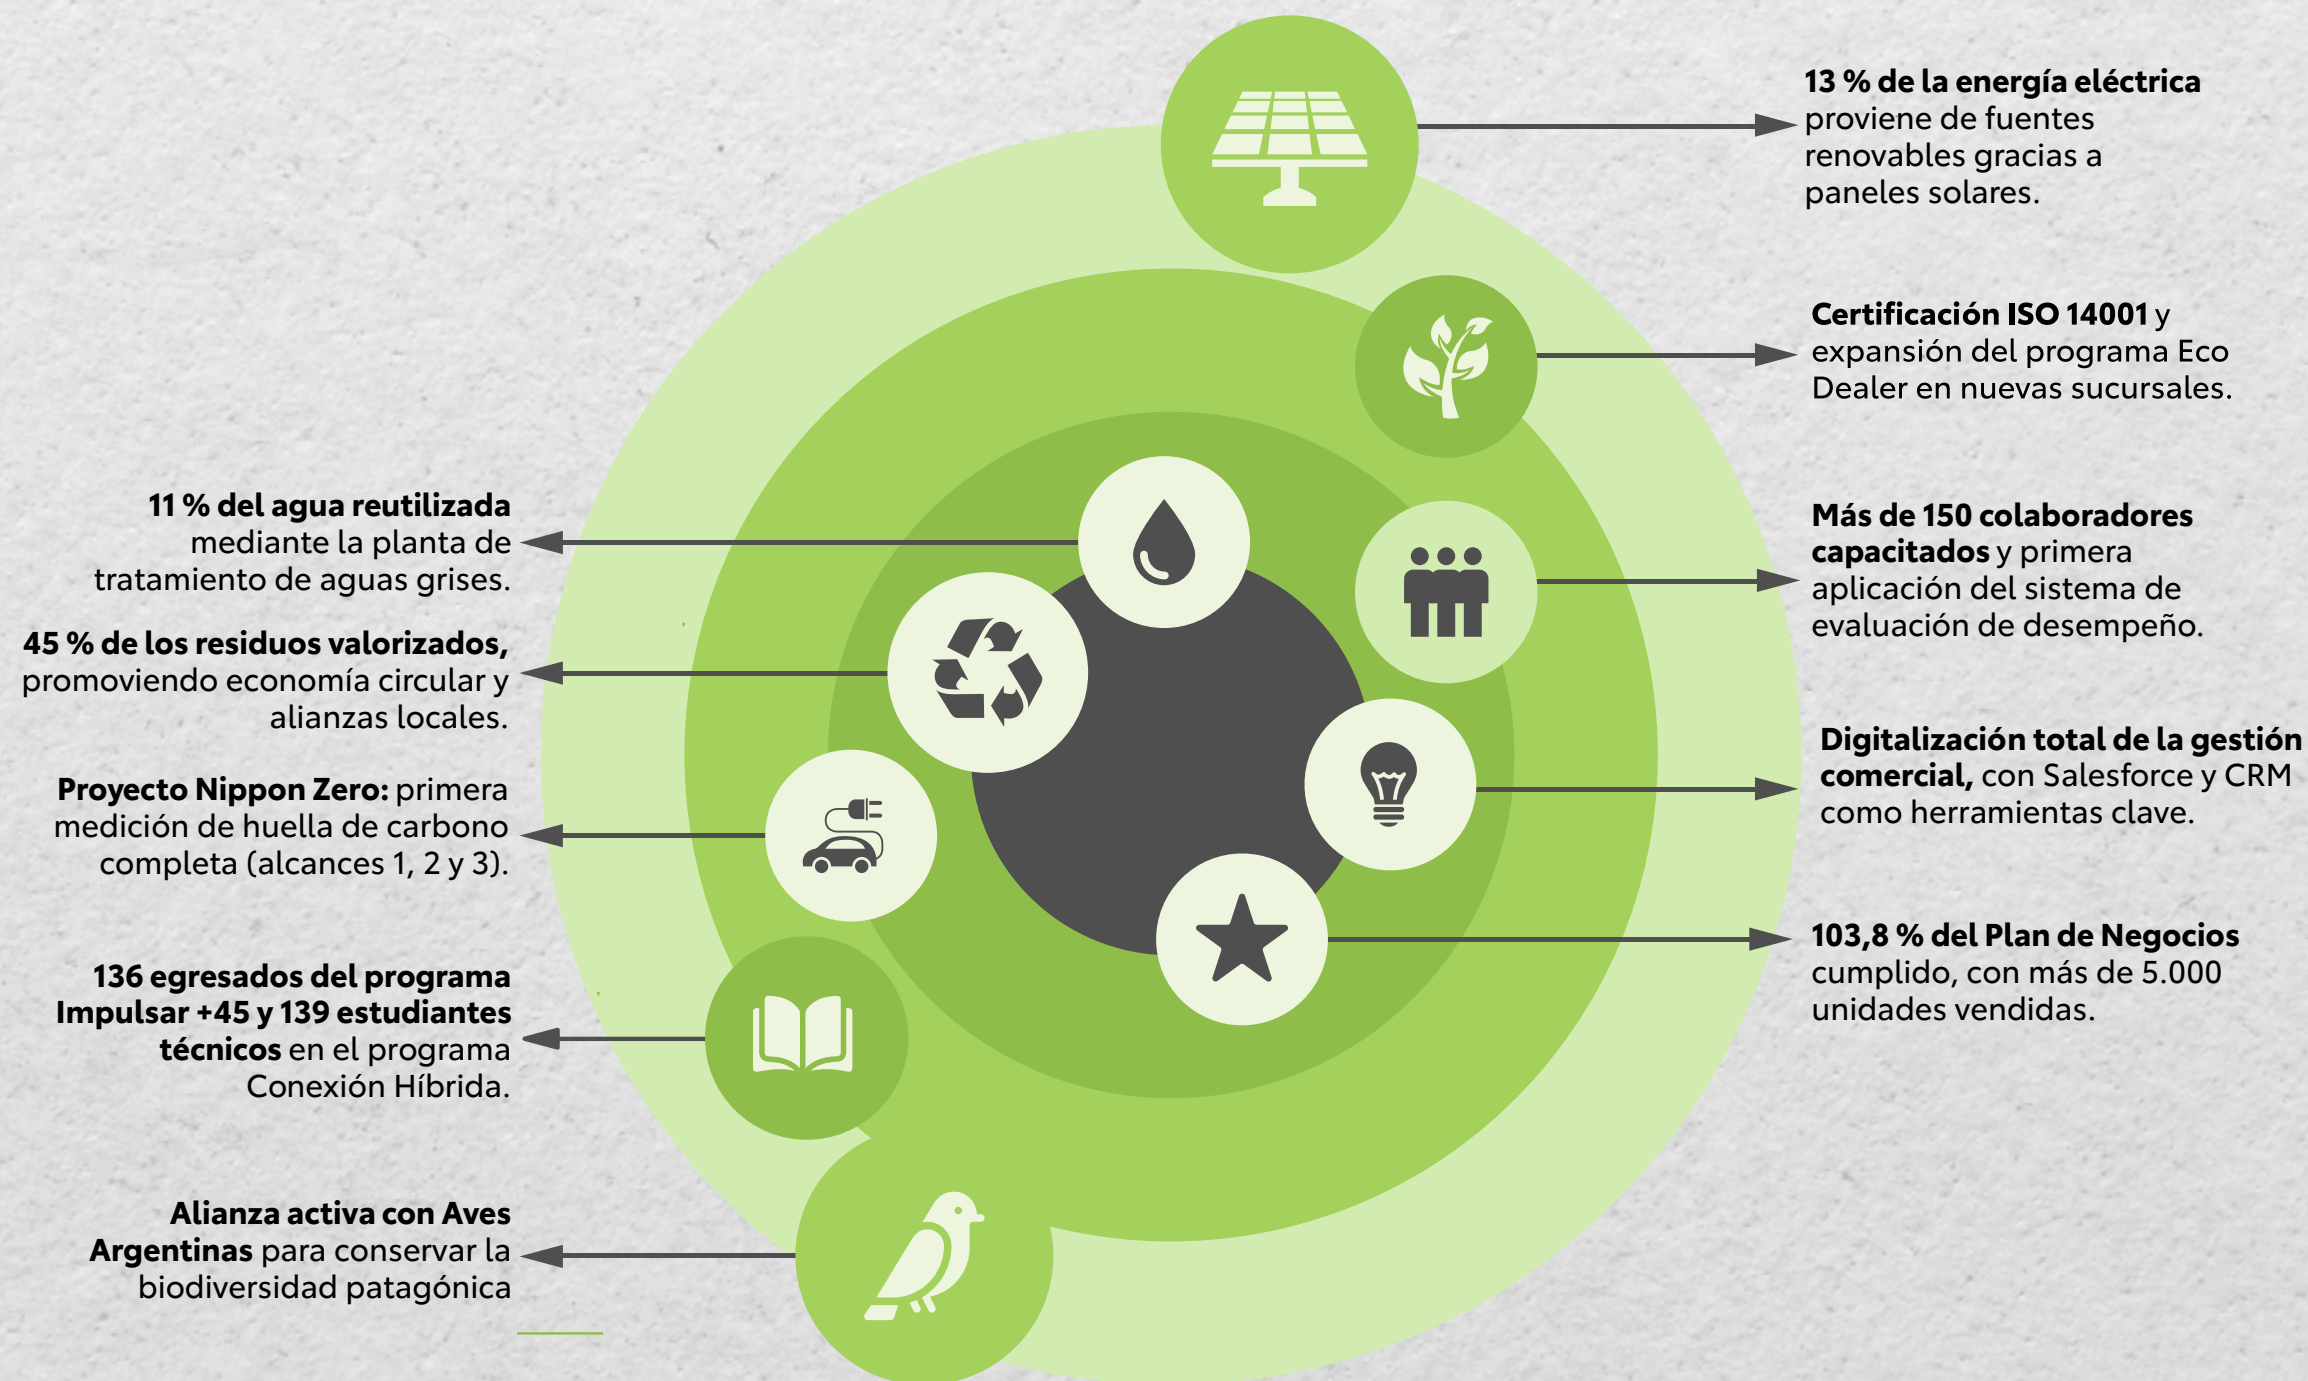 13 % de la energía eléctrica
proviene de fuentes
renovables gracias a
paneles solares.
Certificación ISO 14001 y
expansión del programa Eco
Dealer en nuevas sucursales.
Más de 150 colaboradores
capacitados y primera
aplicación del sistema de
evaluación de desempeño.
Digitalización total de la gestión
comercial, con Salesforce y CRM
como herramientas clave.
103,8 % del Plan de Negocios
cumplido, con más de 5.000
unidades vendidas.
11 % del agua reutilizada
mediante la planta de
tratamiento de aguas grises.
45 % de los residuos valorizados,
promoviendo economía circular y
alianzas locales.
Proyecto Nippon Zero: primera
medición de huella de carbono
completa (alcances 1, 2 y 3).
136 egresados del programa
Impulsar +45 y 139 estudiantes
técnicos en el programa
Conexión Híbrida.
Alianza activa con Aves
Argentinas para conservar la
biodiversidad patagónica